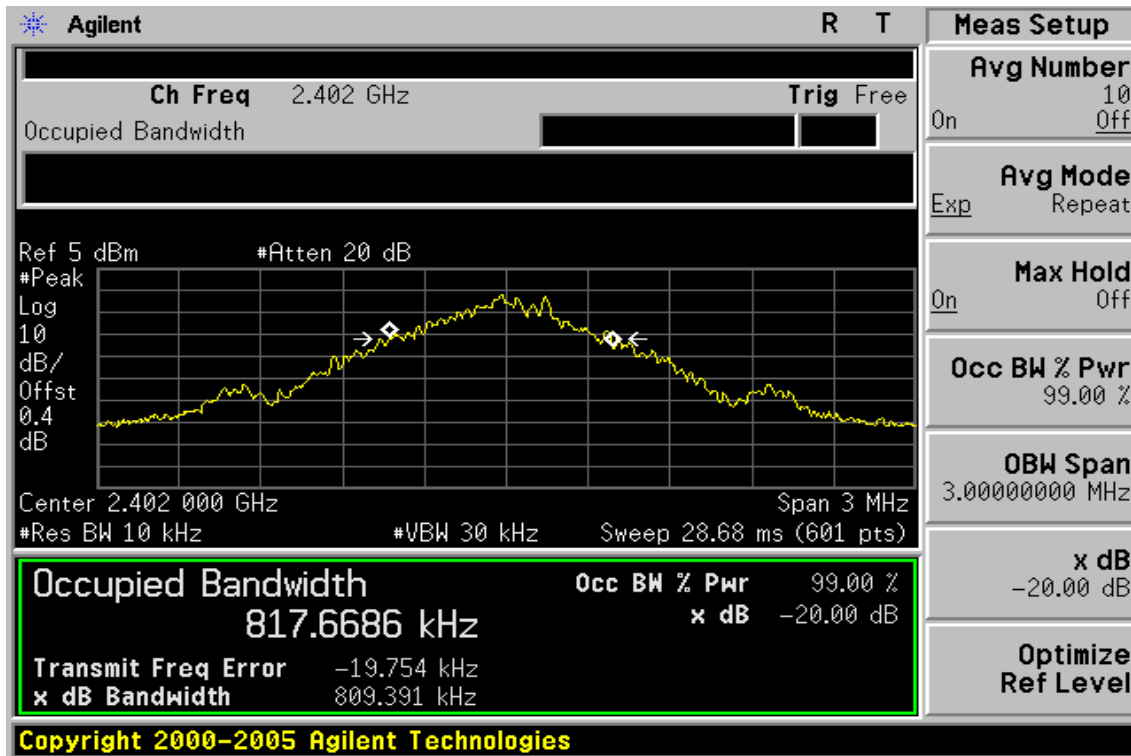 Agilent R T
Meas Setup
Ch Freq 2.402 GHz Trig Free
Occupied Bandwidth
Avg Number
10
On Off
Avg Mode
Exp Repeat
Max Hold
On Off
Occ BW % Pwr
99.00 %
OBW Span
3.00000000 MHz
x dB
-20.00 dB
Optimize
Ref Level
Ref 5 dBm #Atten 20 dB
#Peak
Log
10
dB/
Offst
0.4
dB
Center 2.402 000 GHz Span 3 MHz
#Res BW 10 kHz #VBW 30 kHz Sweep 28.68 ms (601 pts)
Occupied Bandwidth Occ BW % Pwr 99.00 %
817.6686 kHz x dB -20.00 dB
Transmit Freq Error -19.754 kHz
x dB Bandwidth 809.391 kHz
Copyright 2000-2005 Agilent Technologies